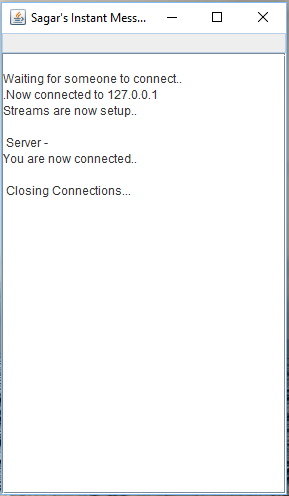 Sagar's Instant Mess...
Waiting for someone to connect..
.Now connected to 127.0.0.1
Streams are now setup..
Server -
You are now connected..
Closing Connections...